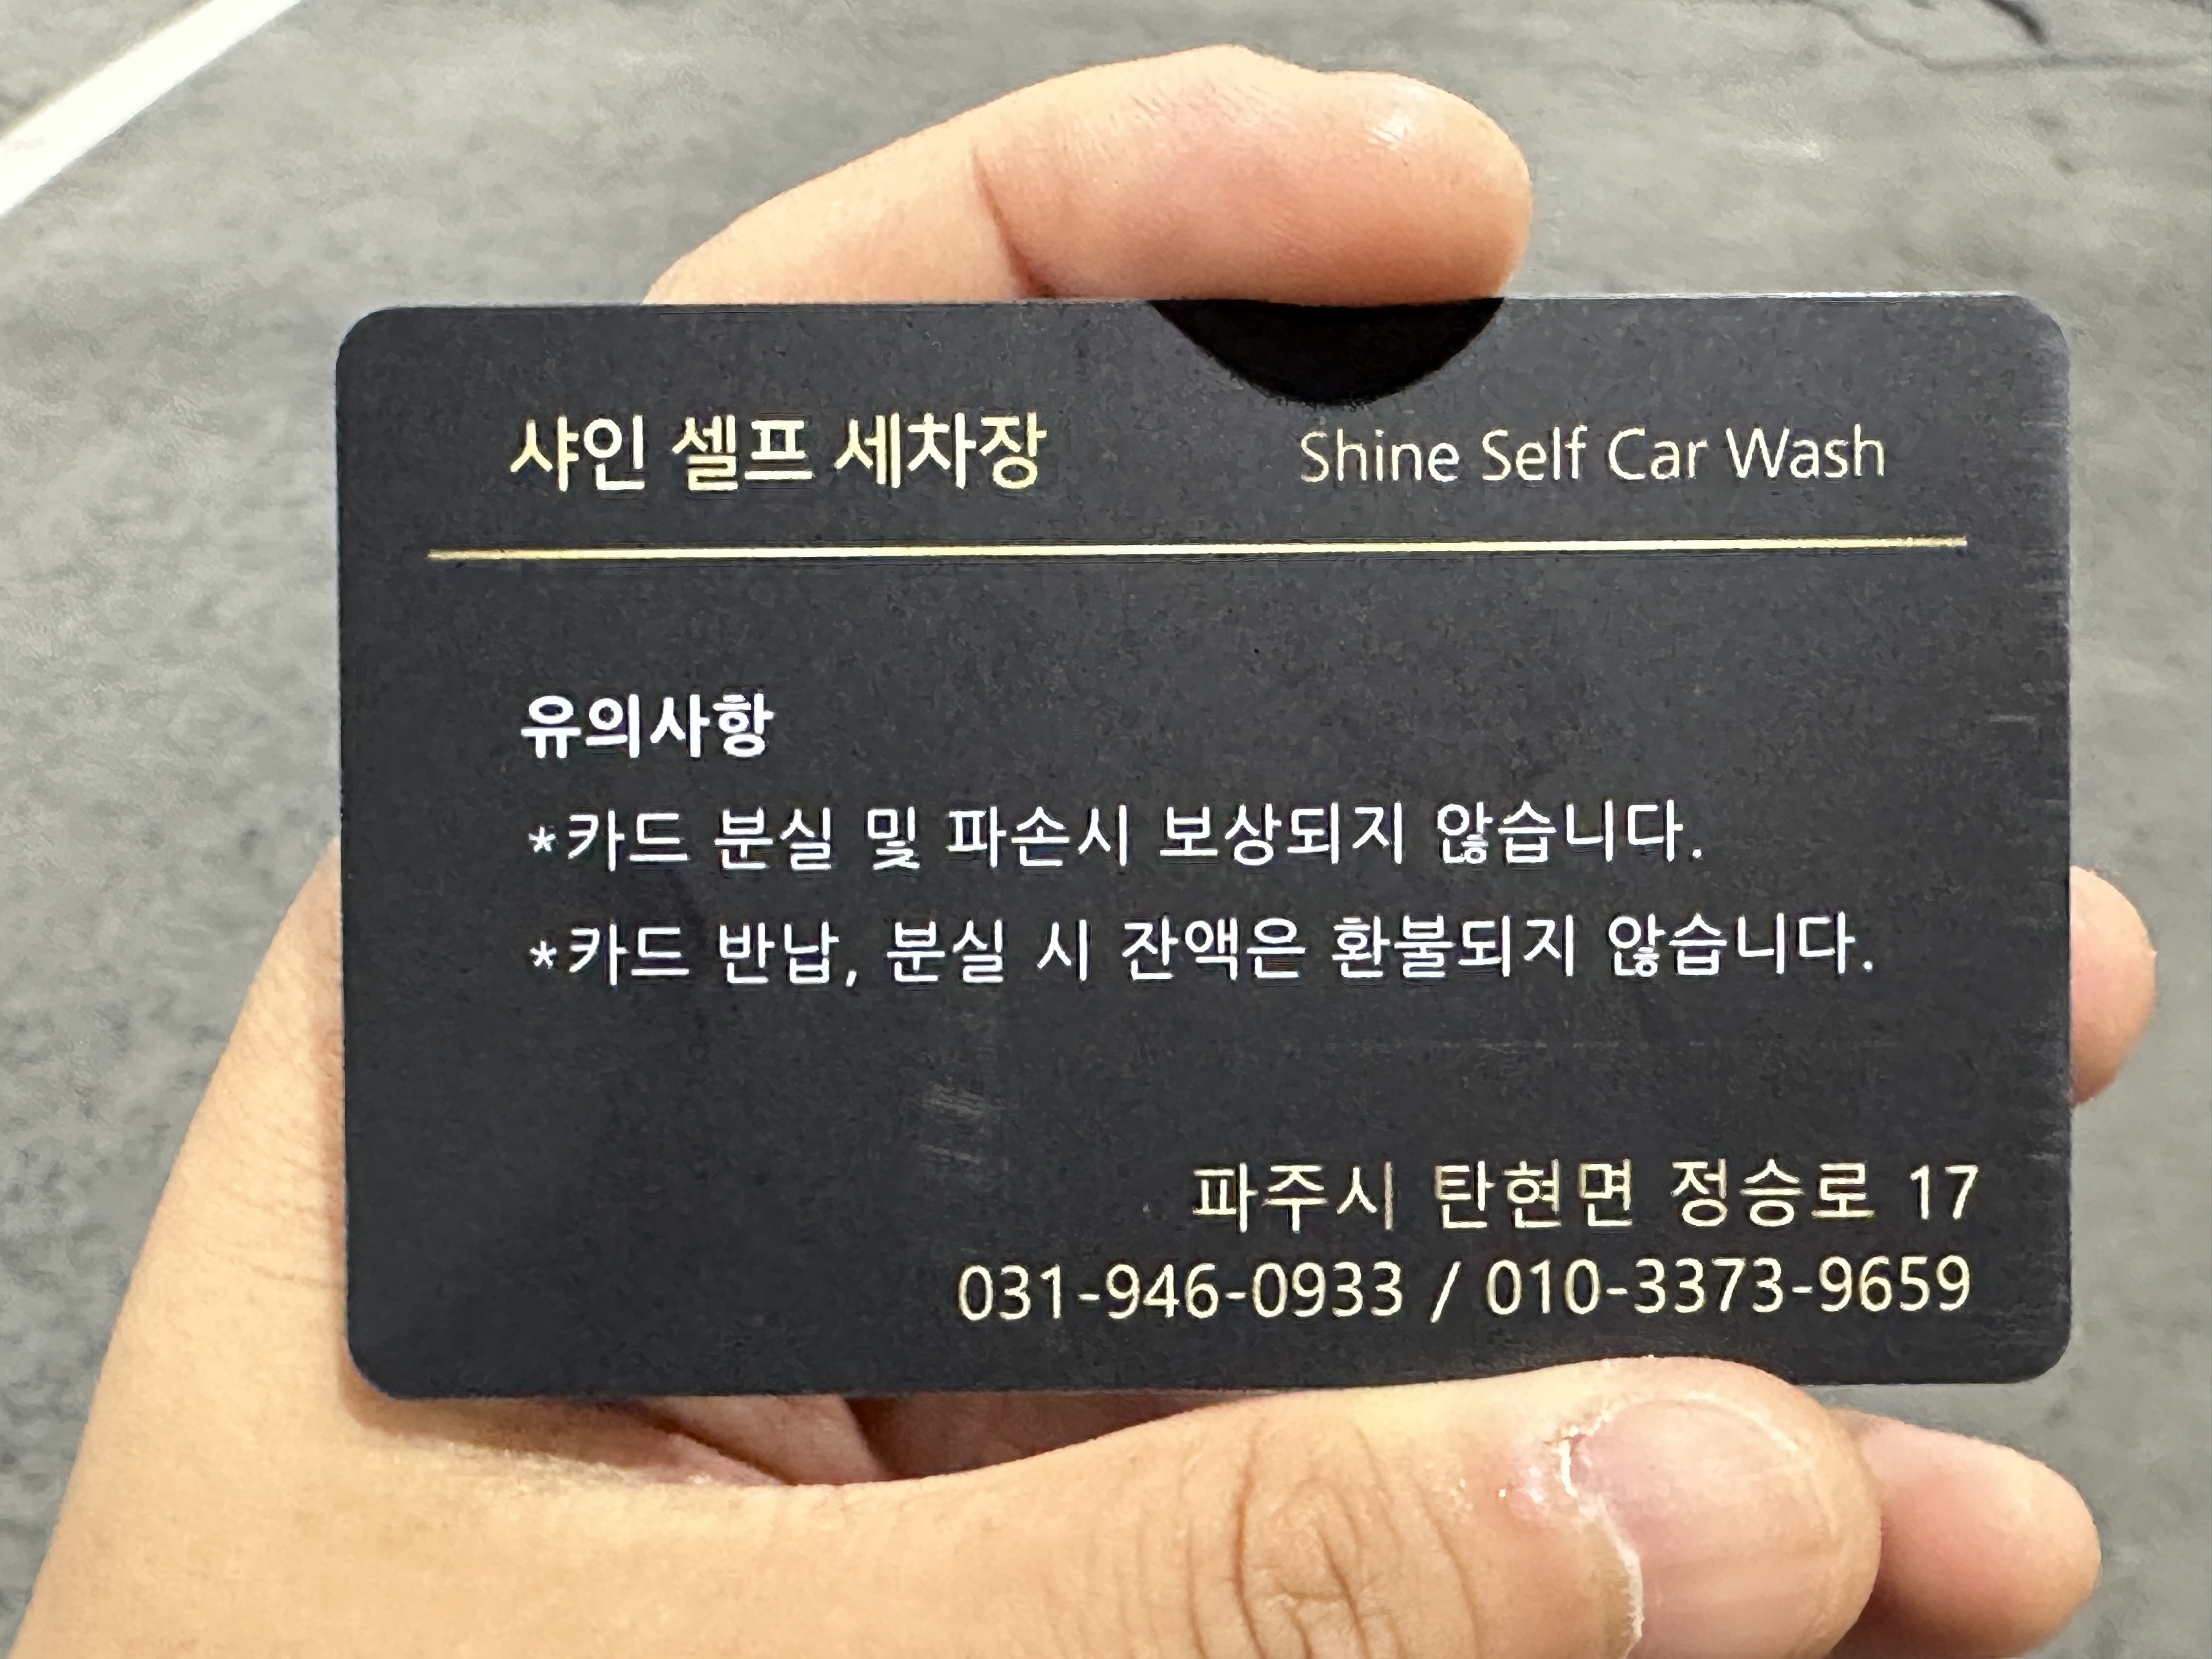 샤인 셀프 세차장 Shine Self Car Wash
유의사항
*카드 분실 및 파손시 보상되지 않습니다.
*카드 반납, 분실 시 잔액은 환불되지 않습니다.
파주시 탄현면 정승로 17
031-946-0933 / 010-3373-9659